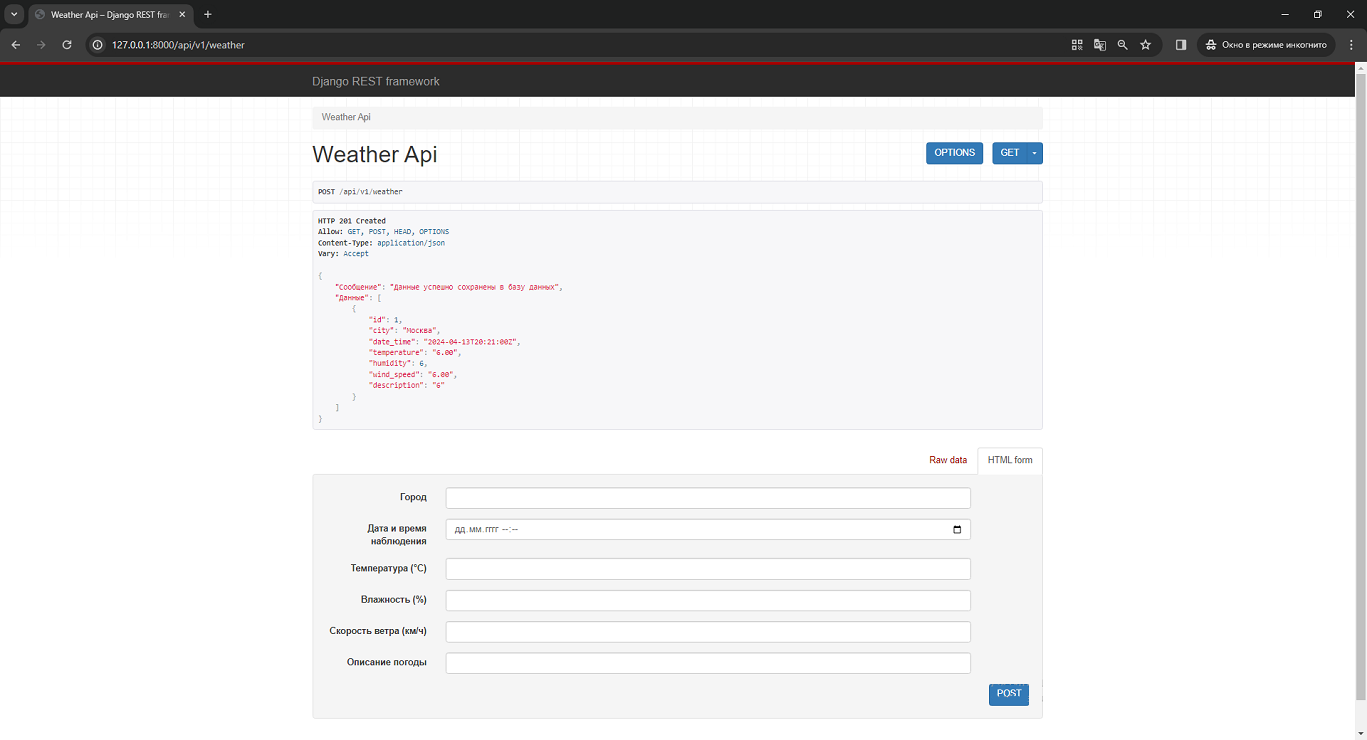 Weather Api – Django REST fra
127.0.0.1:8000/api/v1/weather
Окно в режиме инкогнито
Django REST framework
Weather Api
Weather Api
OPTIONS
GET
POST /api/v1/weather
HTTP 201 Created
Allow: GET, POST, HEAD, OPTIONS
Content-Type: application/json
Vary: Accept
{
"Сообщение": "Данные успешно сохранены в базу данных",
"Данные": [
{
"id": 1,
"city": "Москва",
"date_time": "2024-04-13T20:21:00Z",
"temperature": "6.00",
"humidity": 6,
"wind_speed": "6.00",
"description": "6"
}
]
}
Raw data
HTML form
Город
Дата и время
наблюдения
дд.мм.гггг --:--
Температура (°C)
Влажность (%)
Скорость ветра (км/ч)
Описание погоды
POST